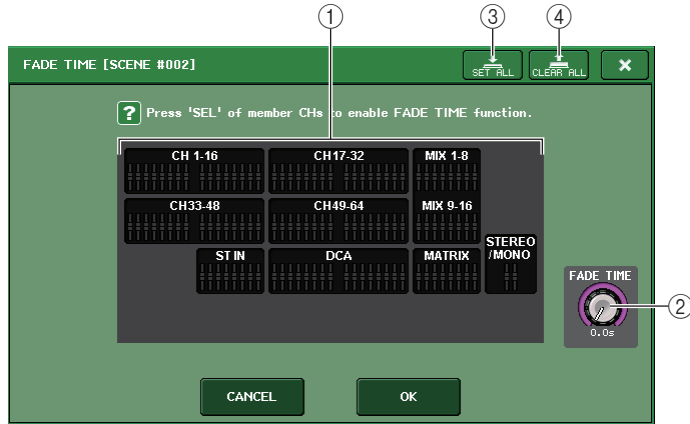 ① ③ ④
FADE TIME [SCENE #002]
SET ALL
CLEAR ALL
? Press 'SEL' of member CHs to enable FADE TIME function.
CH 1-16 CH17-32 MIX 1-8
CH33-48 CH49-64 MIX 9-16
ST IN DCA MATRIX STEREO
/MONO
FADE TIME
②
0.0s
CANCEL OK